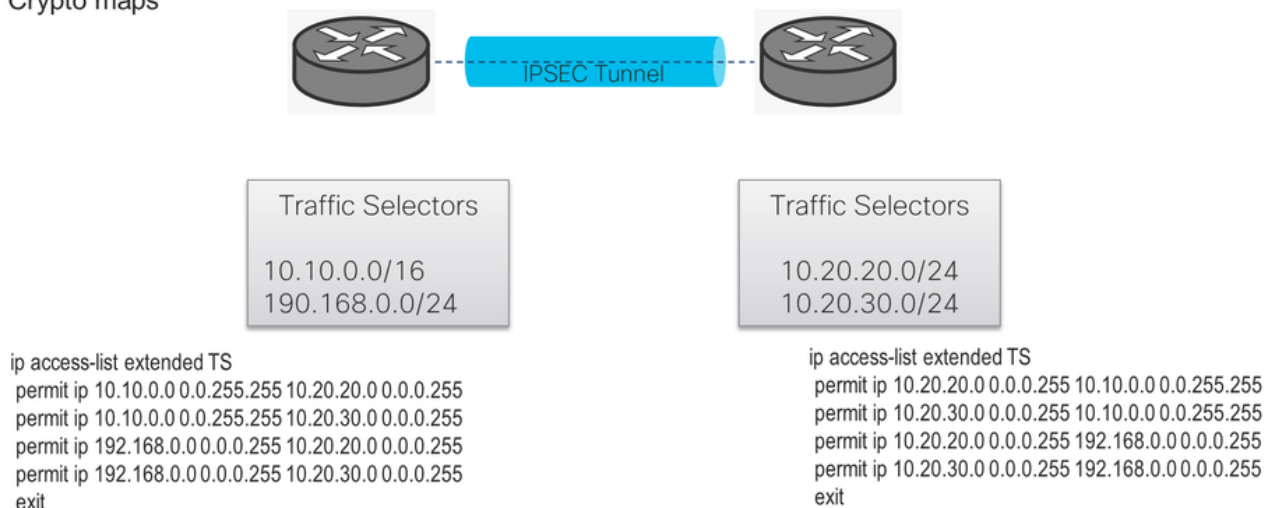 Crypto maps
IPSEC Tunnel
Traffic Selectors
10.10.0.0/16
190.168.0.0/24
Traffic Selectors
10.20.20.0/24
10.20.30.0/24
ip access-list extended TS
permit ip 10.10.0.0 0.0.255.255 10.20.20.0 0.0.0.255
permit ip 10.10.0.0 0.0.255.255 10.20.30.0 0.0.0.255
permit ip 192.168.0.0 0.0.0.255 10.20.20.0 0.0.0.255
permit ip 192.168.0.0 0.0.0.255 10.20.30.0 0.0.0.255
exit
ip access-list extended TS
permit ip 10.20.20.0 0.0.0.255 10.10.0.0 0.0.255.255
permit ip 10.20.30.0 0.0.0.255 10.10.0.0 0.0.255.255
permit ip 10.20.20.0 0.0.0.255 192.168.0.0 0.0.0.255
permit ip 10.20.30.0 0.0.0.255 192.168.0.0 0.0.0.255
exit